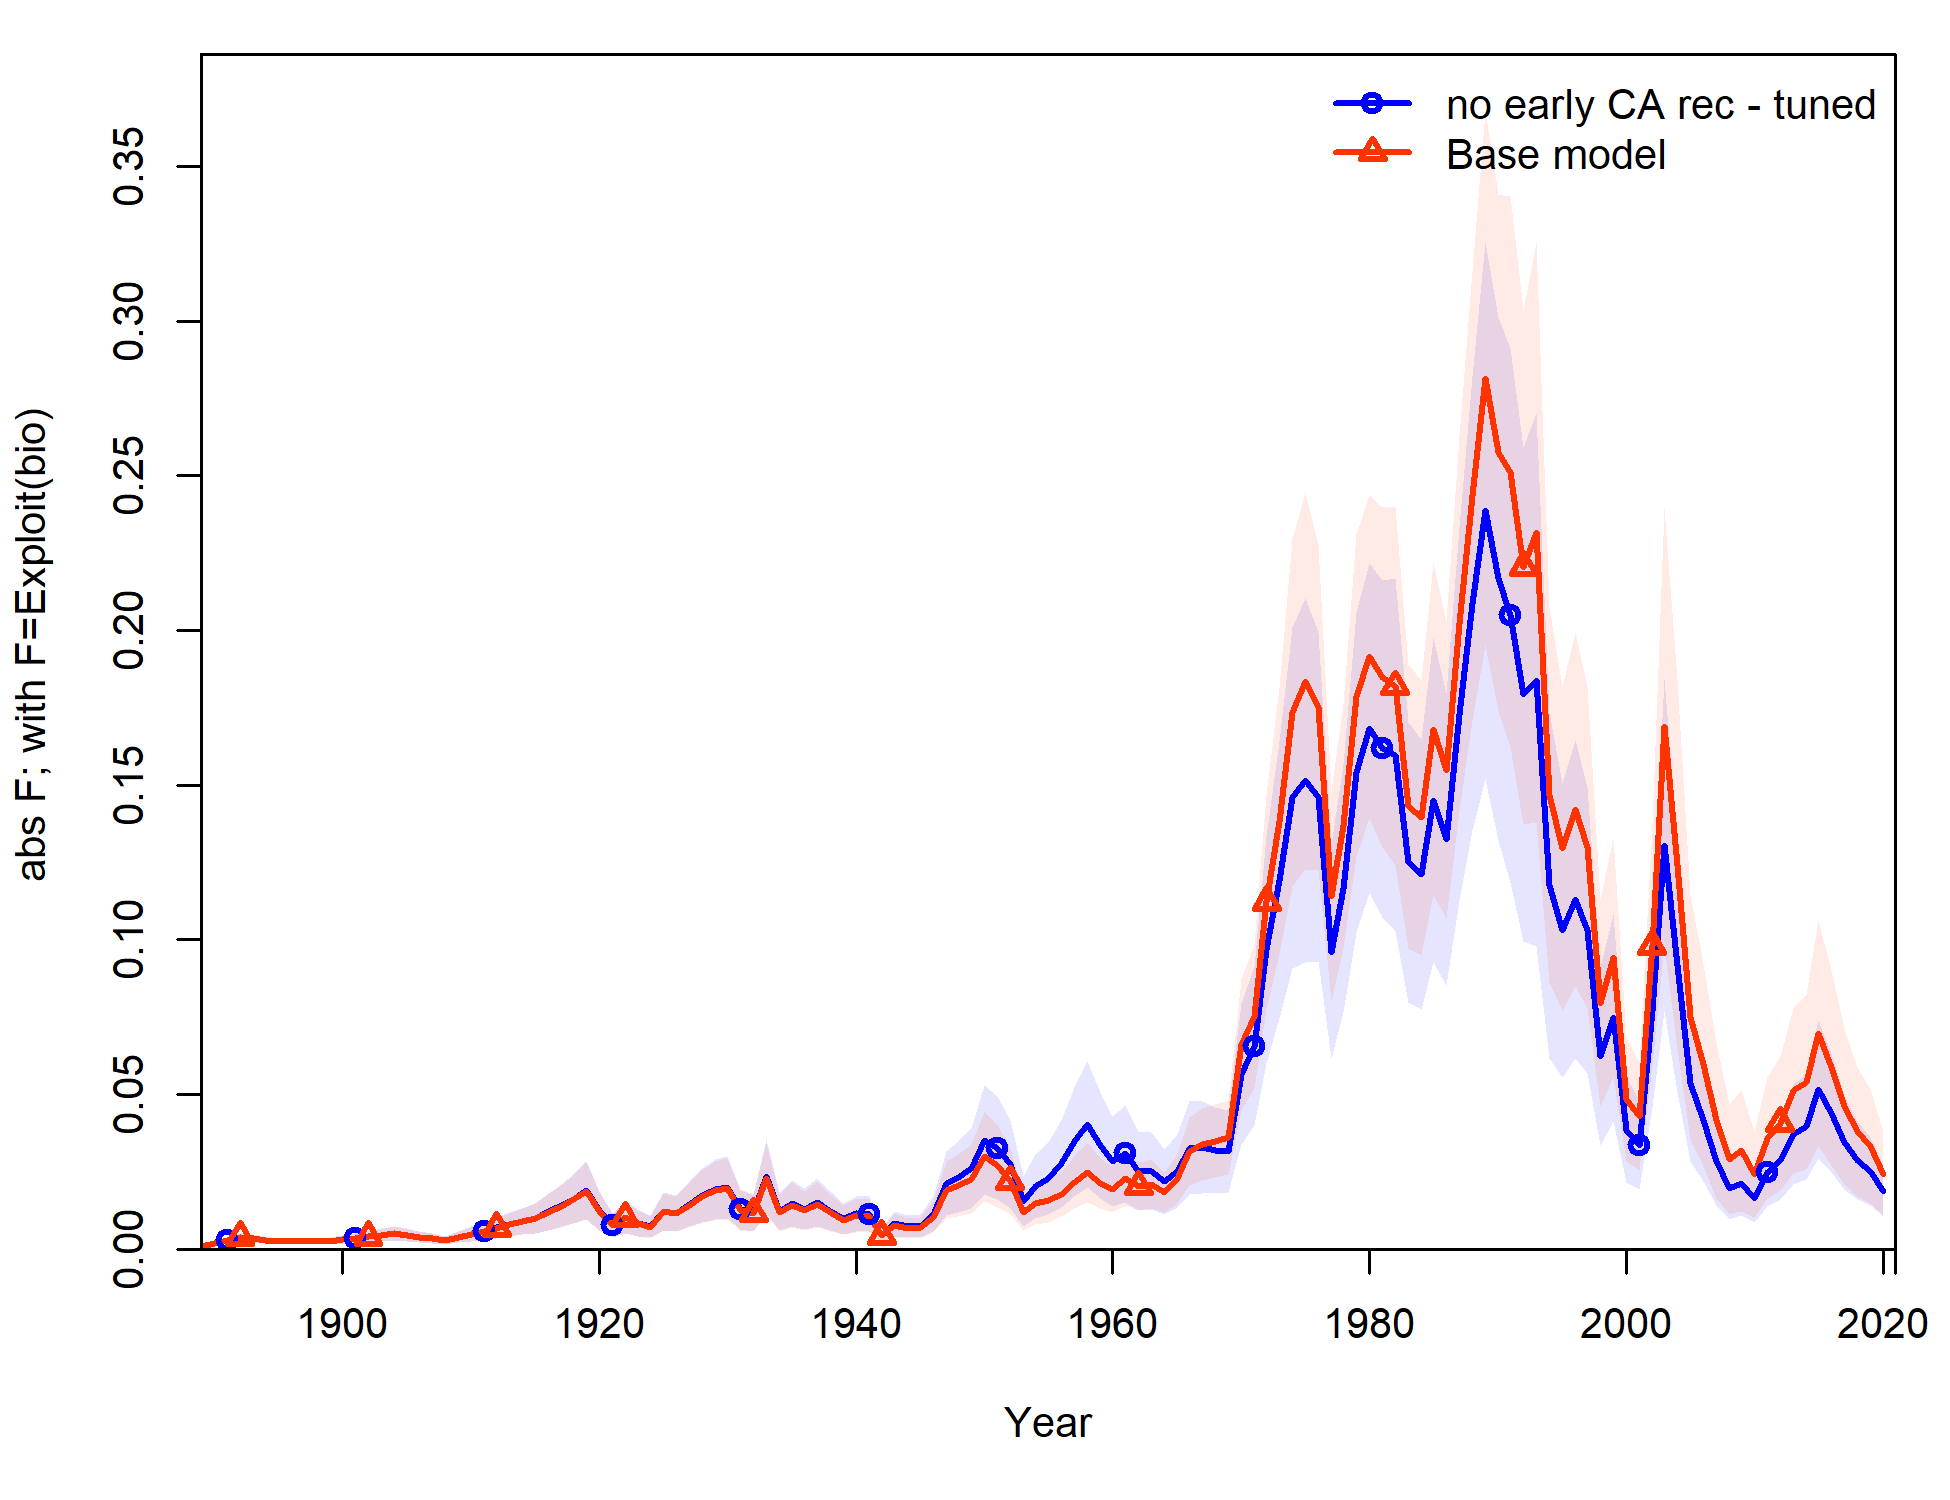 no early CA rec - tuned
Base model
abs F; with F=Exploit(bio)
0.35
0.30
0.25
0.20
0.15
0.10
0.05
0.00
1900 1920 1940 1960 1980 2000 2020
Year